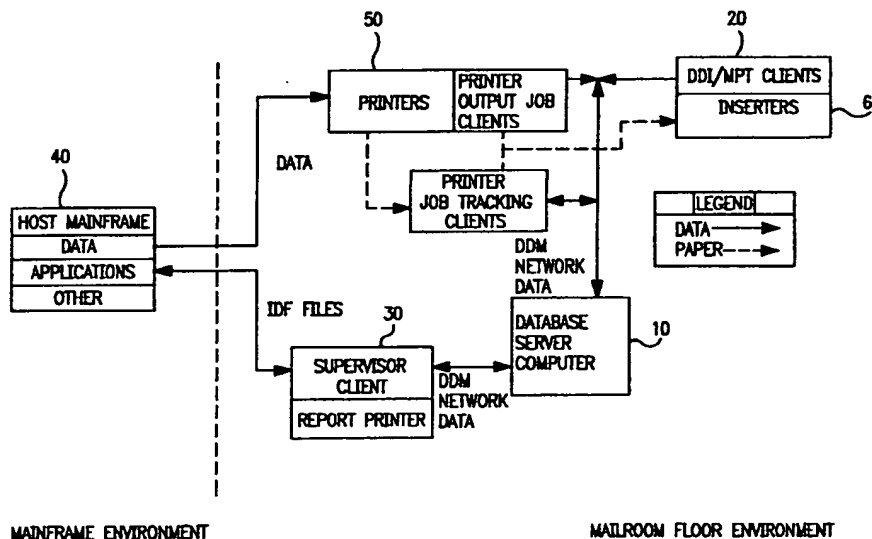 50
20
PRINTERS
PRINTER
OUTPUT JOB
CLIENTS
DDI/MPT CLIENTS
INSERTERS
6
DATA
40
PRINTER
JOB TRACKING
CLIENTS
LEGEND
DATA
PAPER
HOST MAINFRAME
DATA
APPLICATIONS
OTHER
DDM
NETWORK
DATA
IDF FILES
30
DATABASE
SERVER
COMPUTER
10
SUPERVISOR
CLIENT
REPORT PRINTER
DDM
NETWORK
DATA
MAINFRAME ENVIRONMENT
MAILROOM FLOOR ENVIRONMENT